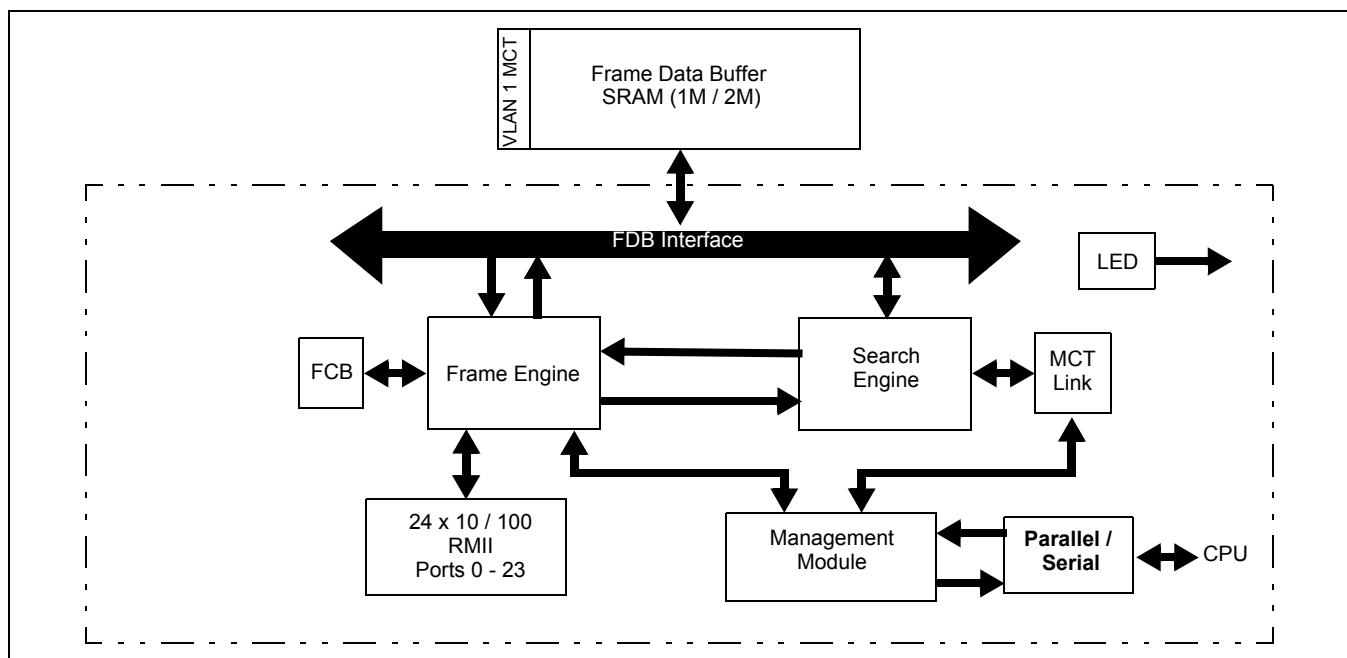 VLAN 1 MCT
Frame Data Buffer
SRAM (1M / 2M)
FDB Interface
LED
FCB
Frame Engine
Search
Engine
MCT
Link
24 x 10 / 100
RMII
Ports 0 - 23
Management
Module
Parallel /
Serial
CPU